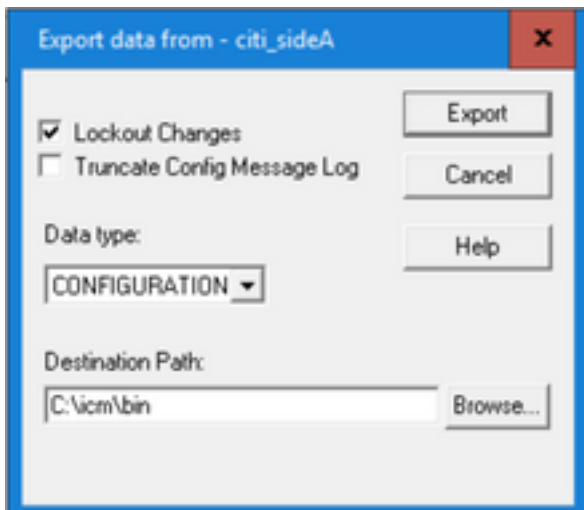 Export data from - citi_sideA
x
Lockout Changes
Export
Truncate Config Message Log
Cancel
Data type:
Help
CONFIGURATION
Destination Path:
C:\icm\bin
Browse...